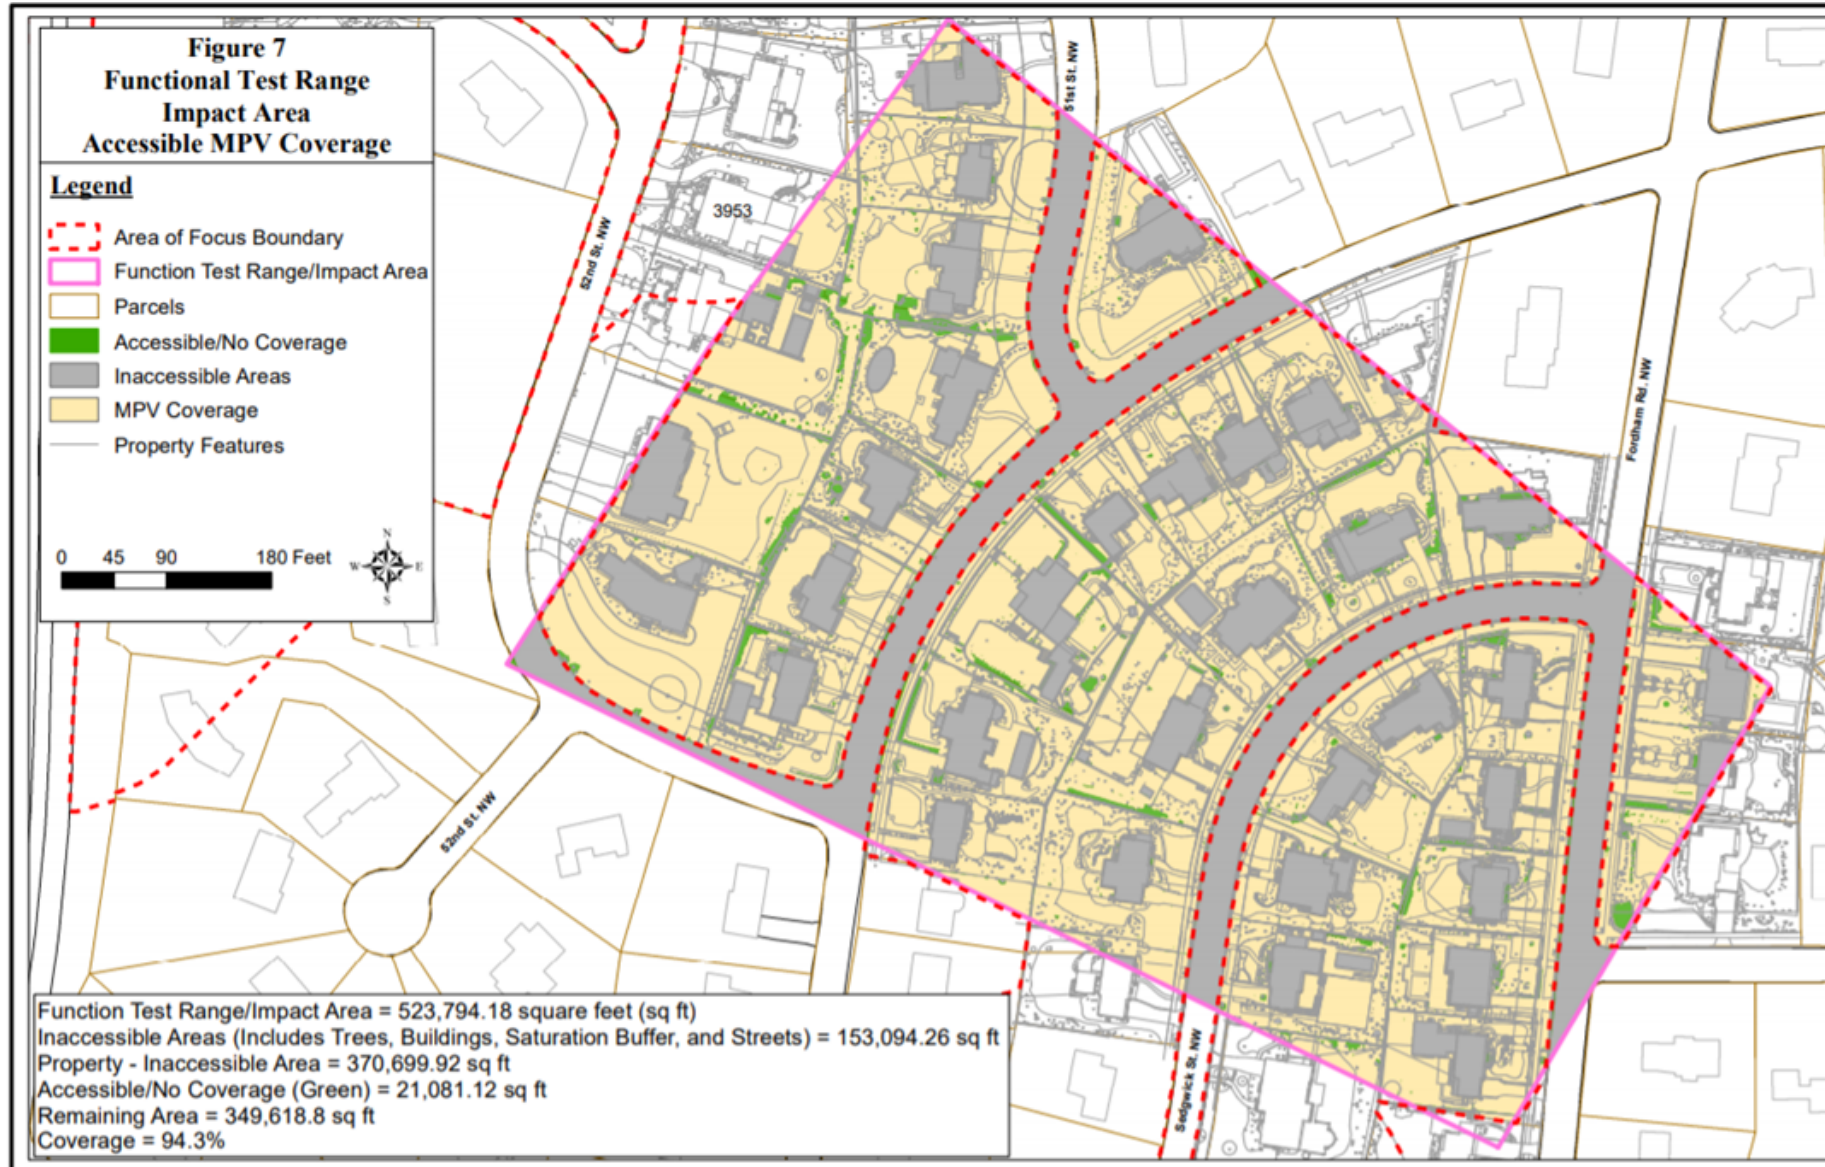 Figure 7
Functional Test Range
Impact Area
Accessible MPV Coverage
Legend
Area of Focus Boundary
Function Test Range/Impact Area
Parcels
Accessible/No Coverage
Inaccessible Areas
MPV Coverage
Property Features
0 45 90 180 Feet
N
W E
S
51st St. NW
3953
52nd St. NW
Fordham Rd. NW
52nd St. NW
Sedgwick St. NW
Function Test Range/Impact Area = 523,794.18 square feet (sq ft)
Inaccessible Areas (Includes Trees, Buildings, Saturation Buffer, and Streets) = 153,094.26 sq ft
Property - Inaccessible Area = 370,699.92 sq ft
Accessible/No Coverage (Green) = 21,081.12 sq ft
Remaining Area = 349,618.8 sq ft
Coverage = 94.3%